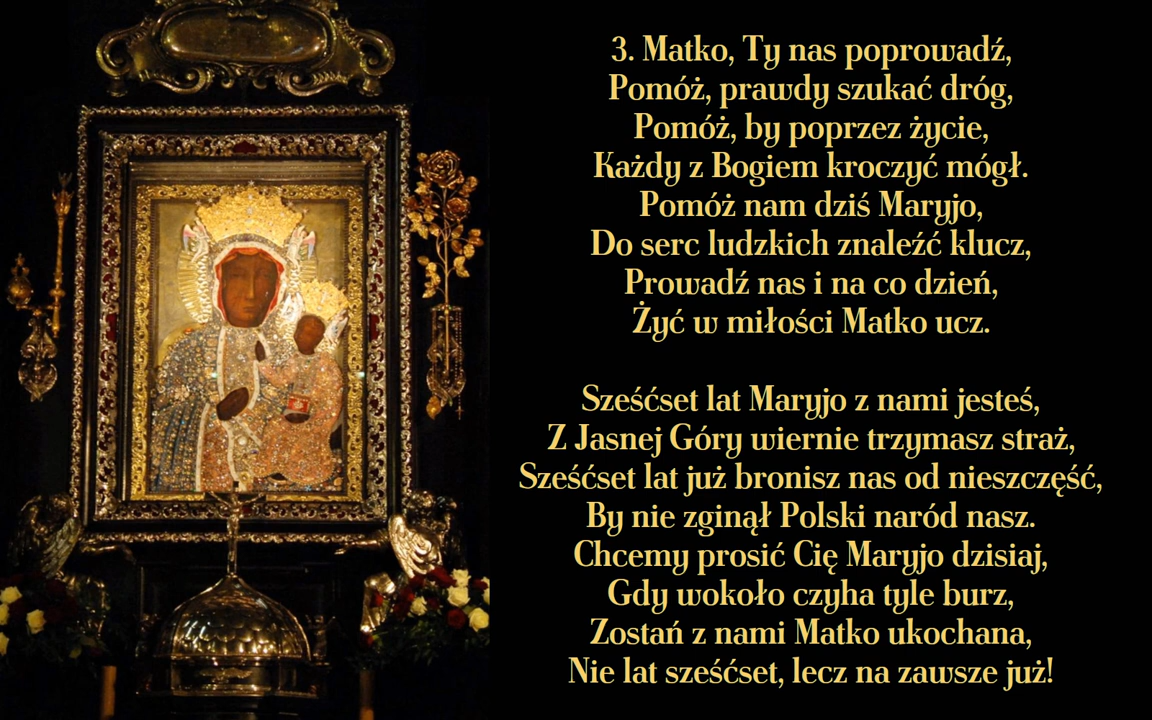 3. Matko, Ty nas poprowadź,
Pomóż, prawdy szukać dróg,
Pomóż, by poprzez życie,
Każdy z Bogiem kroczyć mógł.
Pomóż nam dziś Maryjo,
Do serc ludzkich znaleźć klucz,
Prowadź nas i na co dzień,
Żyć w miłości Matko ucz.
Sześćset lat Maryjo z nami jesteś,
Z Jasnej Góry wiernie trzymasz straż,
Sześćset lat już bronisz nas od nieszczęść,
By nie zginął Polski naród nasz.
Chcemy prosić Cię Maryjo dzisiaj,
Gdy wokoło czyha tyle burz,
Zostań z nami Matko ukochana,
Nie lat sześćset, lecz na zawsze już!